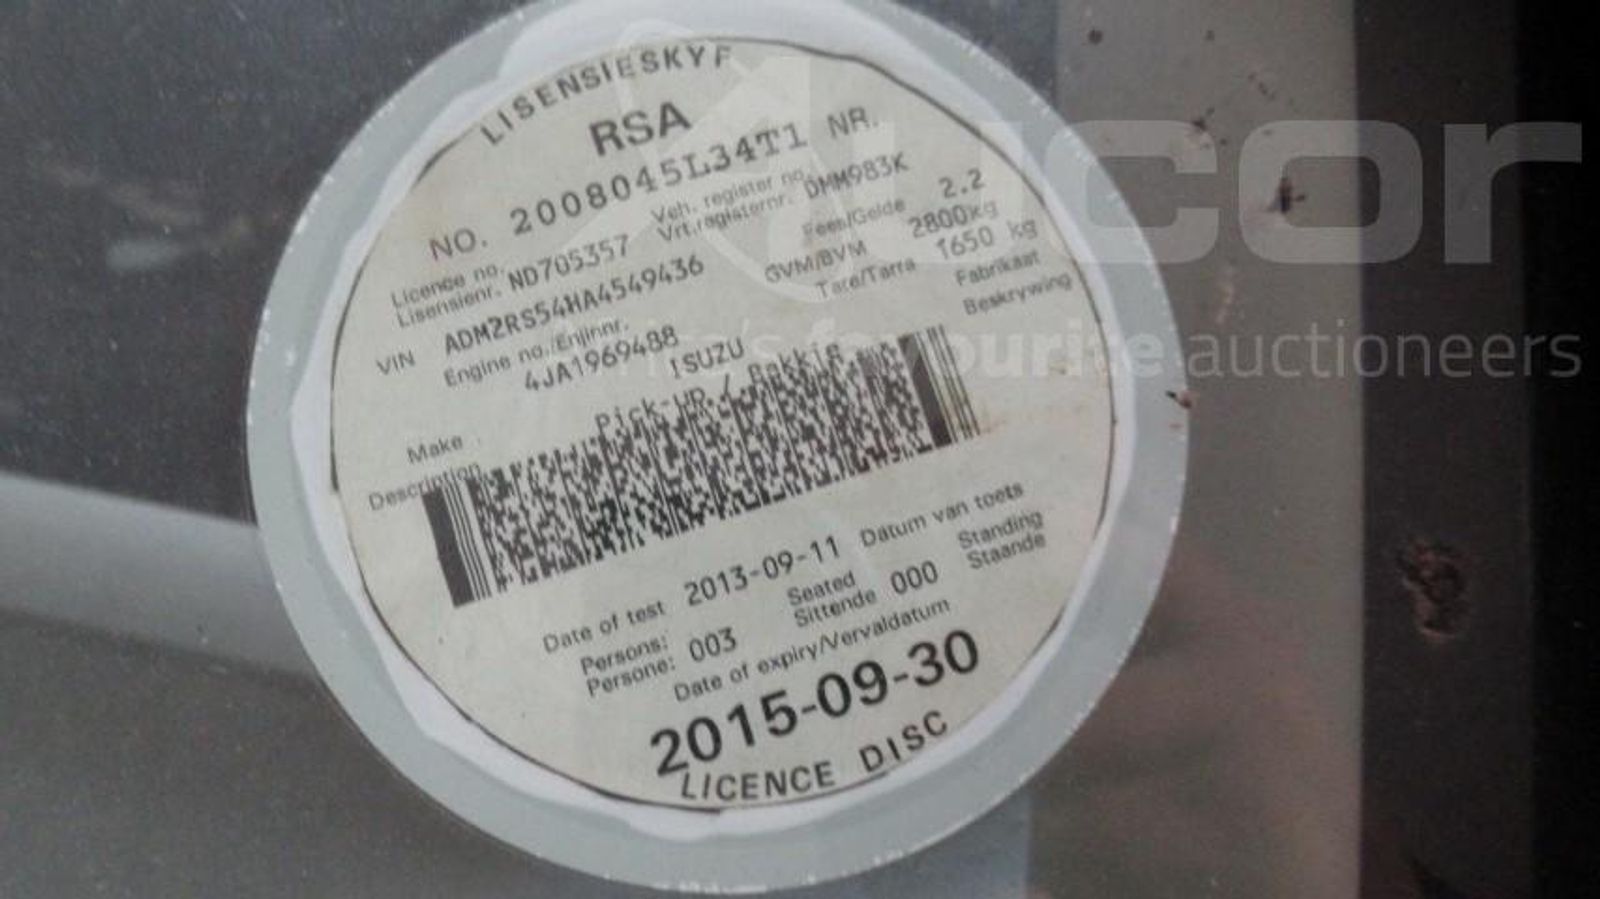 LISENSIESKYF
RSA
NO. 2008045L34T1 NR.
Licence no. Veh. register no.
Lisensienr. ND705357 Vrt.registernr. DMM983K
VIN ADM2RS54HA4549436 Fees/Gelde 2.2
Engine no./Enjinnr. GVM/BVM 2800kg
4JA1969488 Tare/Tarra 1650 kg
Make ISUZU Fabrikaat
Description Pick-up / Bakkie Beskrywing
Date of test 2013-09-11 Datum van toets
Persons: Seated Standing
Persone: 003 Sittende 000 Staande
Date of expiry/Vervaldatum
2015-09-30
LICENCE DISC
ucor
favourite auctioneers